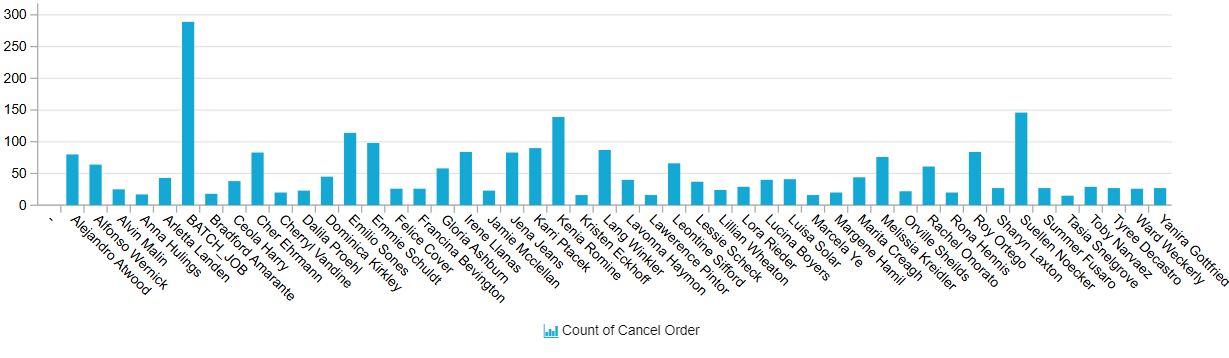 300
250
200
150
100
50
0
-
Alejandro Alwood
Alfonso Wernick
Alvin Malin
Anna Hulings
Arletta Landen
BATCH_JOB
Bradford Amarante
Ceola Harry
Cher Ehrmann
Cherryl Vandine
Dalila Proehl
Dominica Kirkley
Emilio Sones
Emmie Schuldt
Felice Cover
Francina Bevington
Gloria Ashburn
Irene Llanas
Jamie Mcclellan
Jena Jeans
Karri Ptacek
Kenia Romine
Kristen Eckhoff
Lang Winkler
Lavonna Haymon
Lawerence Pintor
Leontine Sifford
Lessie Scheck
Lillian Wheaton
Lora Rieder
Lucina Boyers
Luisa Solar
Marcela Ye
Margene Hamil
Marita Creagh
Melissia Kreidler
Orville Sheilds
Rachel Onorato
Rona Hennis
Roy Ortego
Sharyn Laxton
Suellen Noecker
Summer Fusaro
Tasia Snelgrove
Toby Narvaez
Tyree Decastro
Ward Weckerly
Yanira Gottfried
Count of Cancel Order